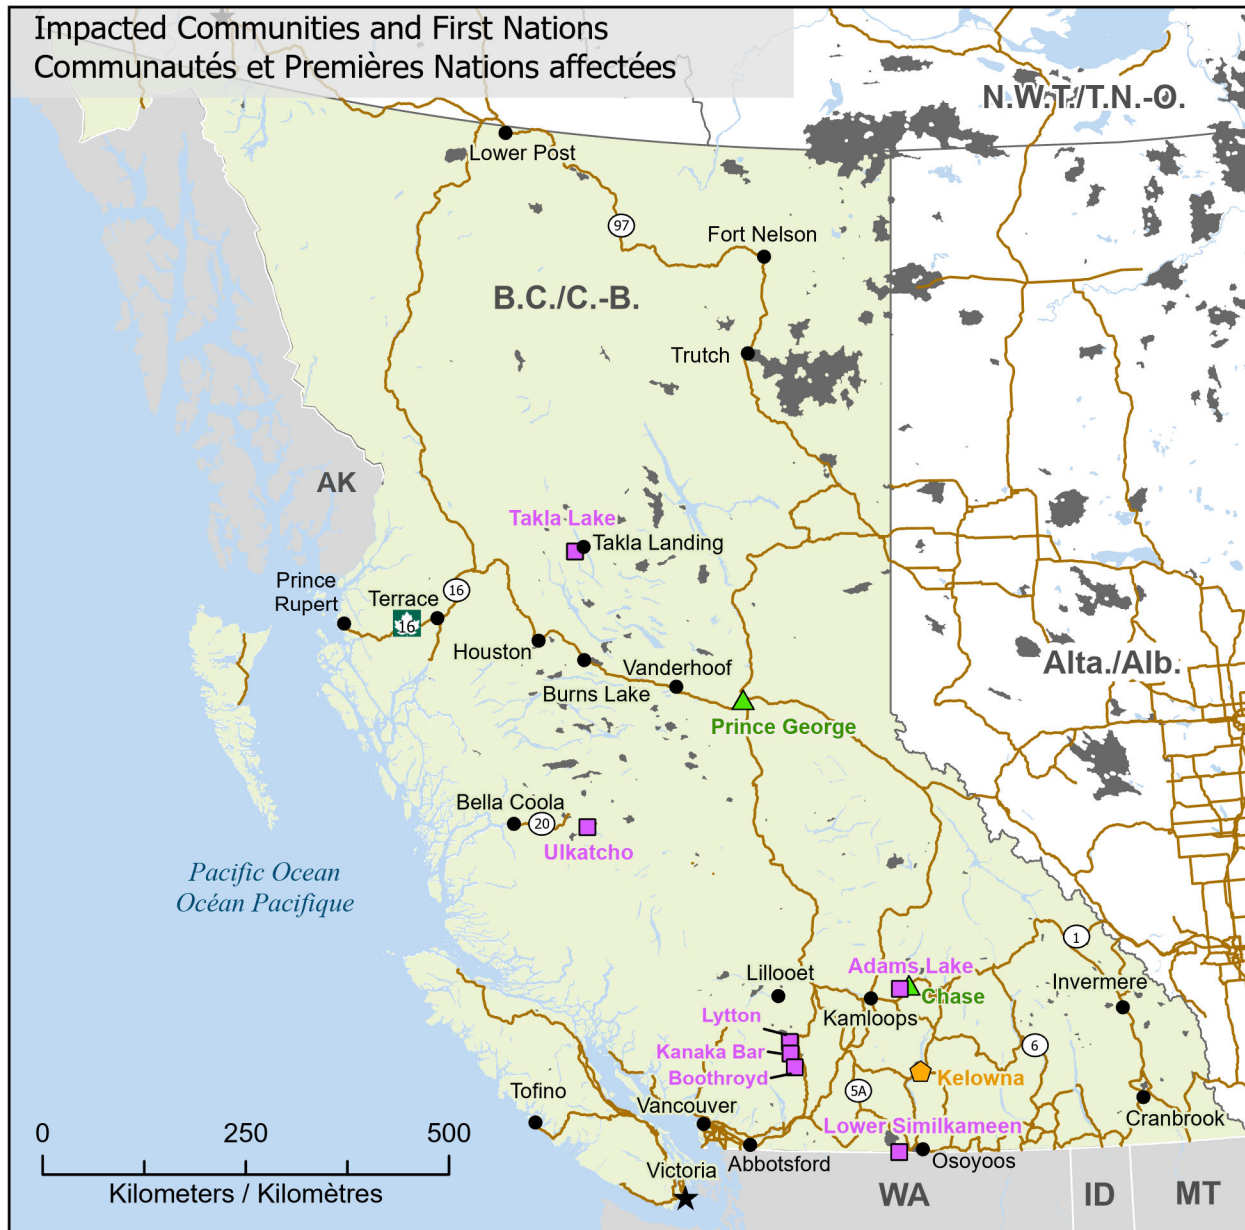 Impacted Communities and First Nations
Communautés et Premières Nations affectées
N.W.T./T.N.-O.
Lower Post
97
Fort Nelson
B.C./C.-B.
Trutch
AK
Takla Lake
Takla Landing
Prince
Rupert
Terrace
16
16
Houston
Vanderhoof
Burns Lake
Alta./Alb.
Prince George
Bella Coola
20
Ulkatcho
Pacific Ocean
Océan Pacifique
1
Lillooet
Adams Lake
Chase
Invermere
Kamloops
Lytton
Kanaka Bar
Boothroyd
6
Kelowna
5A
Tofino
Vancouver
Cranbrook
Lower Similkameen
0 250 500
Kilometers / Kilomètres
Victoria
Abbotsford
Osoyoos
WA
ID
MT